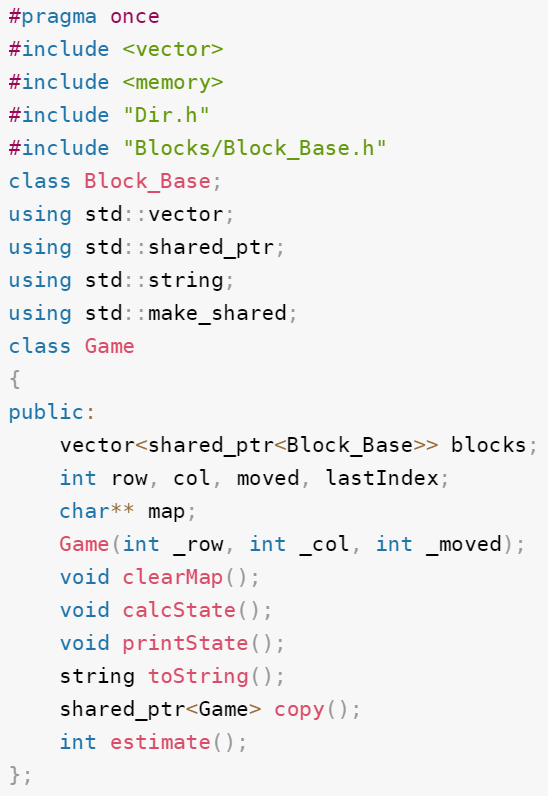 #pragma once
#include <vector>
#include <memory>
#include "Dir.h"
#include "Blocks/Block_Base.h"
class Block_Base;
using std::vector;
using std::shared_ptr;
using std::string;
using std::make_shared;
class Game
{
public:
    vector<shared_ptr<Block_Base>> blocks;
    int row, col, moved, lastIndex;
    char** map;
    Game(int _row, int _col, int _moved);
    void clearMap();
    void calcState();
    void printState();
    string toString();
    shared_ptr<Game> copy();
    int estimate();
};